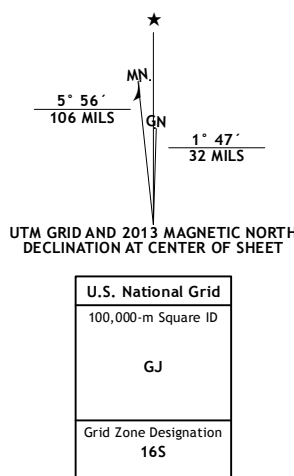 ★
MN.
GN
5° 56´
106 MILS
1° 47´
32 MILS
UTM GRID AND 2013 MAGNETIC NORTH
DECLINATION AT CENTER OF SHEET
U.S. National Grid
100,000-m Square ID
GJ
Grid Zone Designation
16S